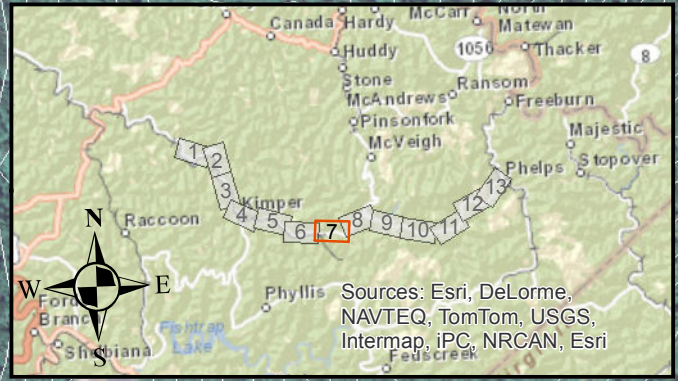 McCarr
North
Canada
Hardy
Matewan
Huddy
1050
Thacker
8
Stone
Ransom
McAndrews
Freeburn
Pinsonfork
Majestic
McVeigh
1
2
Stopover
Phelps
3
13
Kimper
12
4
5
6
7
8
9
10
11
Raccoon
N
W
E
S
Phyllis
Ford
Branc
Fishtrap
Lake
Shelbiana
Fedscreek
Sources: Esri, DeLorme,
NAVTEQ, TomTom, USGS,
Intermap, iPC, NRCAN, Esri